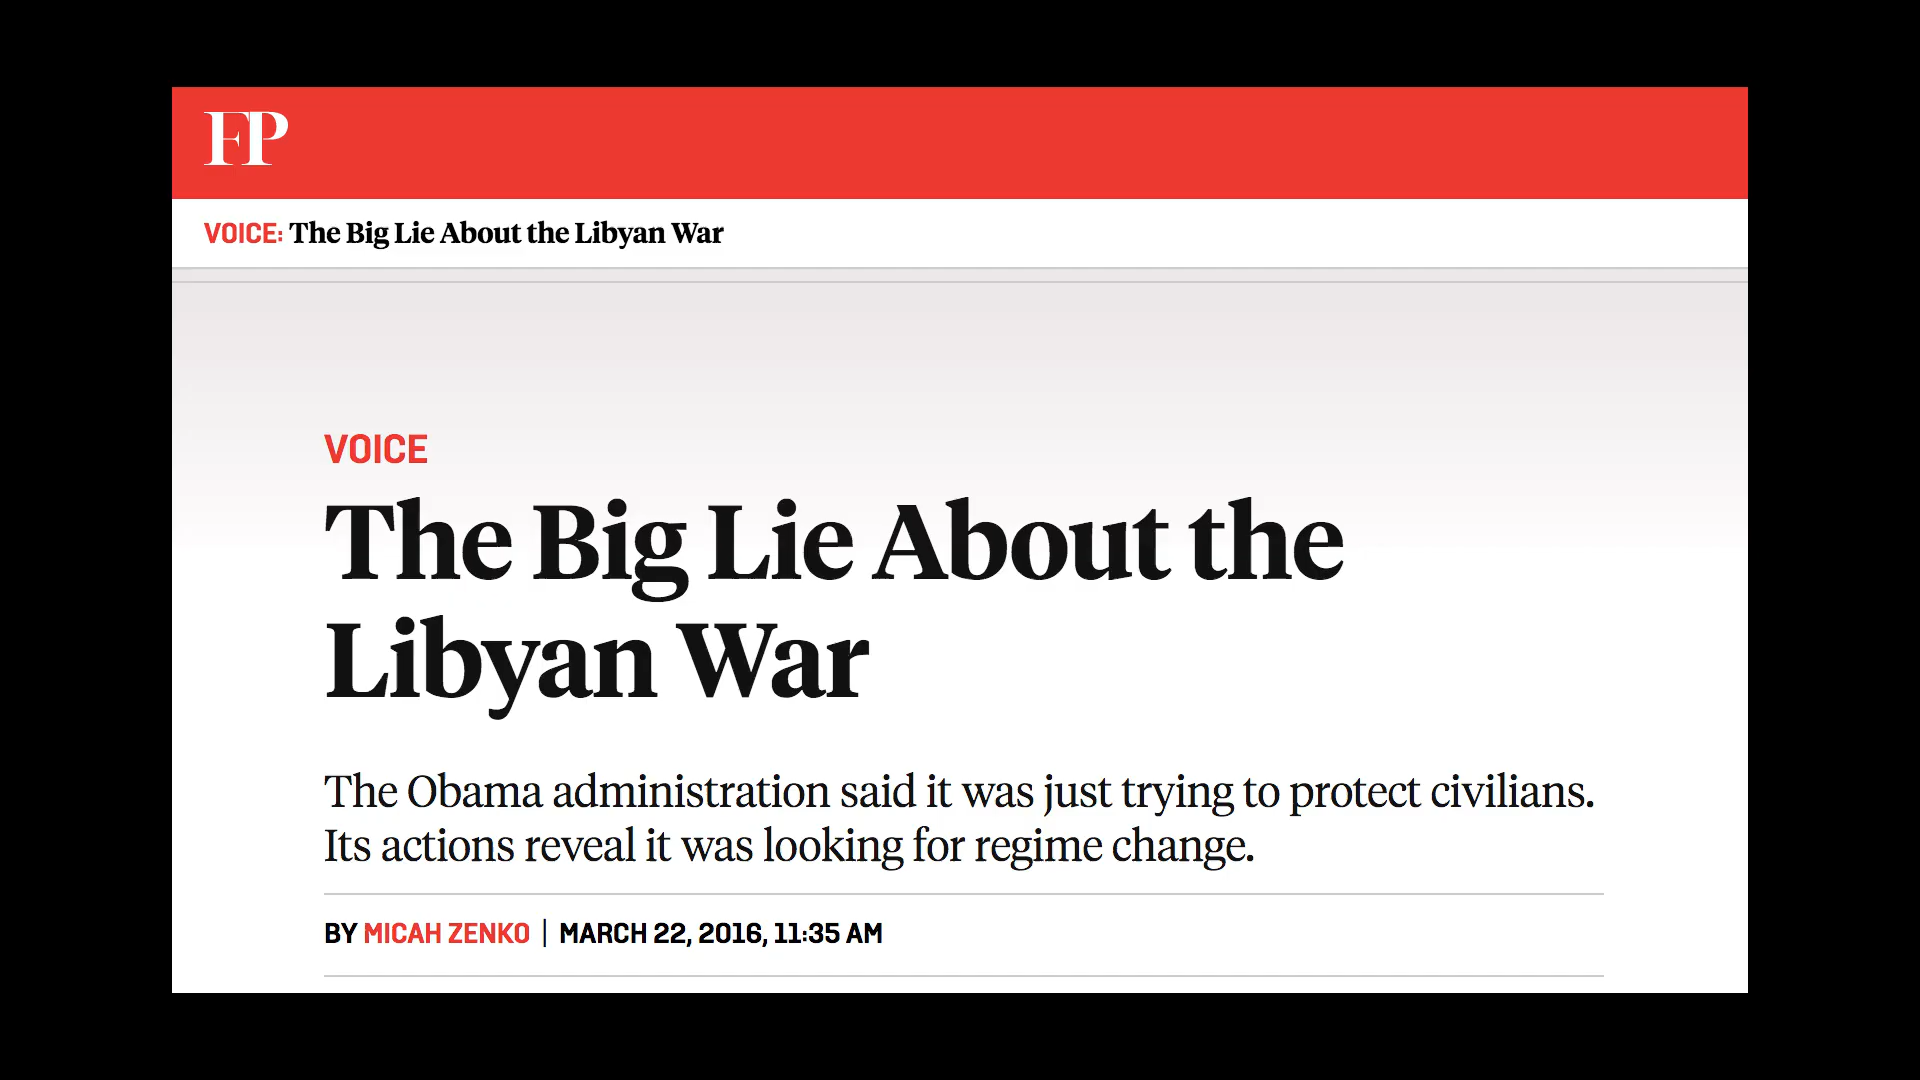 FP
VOICE: The Big Lie About the Libyan War
VOICE
The Big Lie About the
Libyan War
The Obama administration said it was just trying to protect civilians.
Its actions reveal it was looking for regime change.
BY MICAH ZENKO | MARCH 22, 2016, 11:35 AM